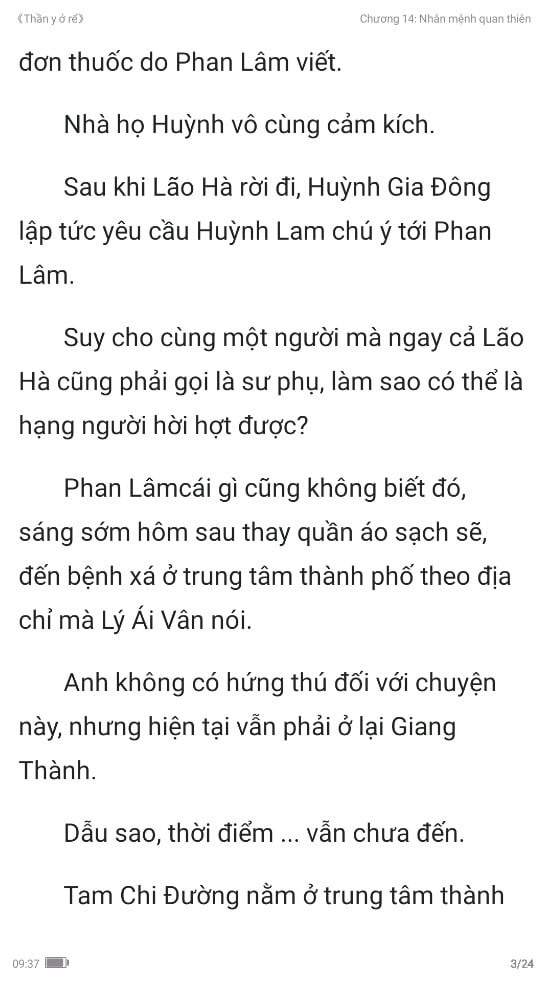 《Thần y ở rể》
Chương 14: Nhân mệnh quan thiên
đơn thuốc do Phan Lâm viết.
Nhà họ Huỳnh vô cùng cảm kích.
Sau khi Lão Hà rời đi, Huỳnh Gia Đông
lập tức yêu cầu Huỳnh Lam chú ý tới Phan
Lâm.
Suy cho cùng một người mà ngay cả Lão
Hà cũng phải gọi là sư phụ, làm sao có thể là
hạng người hời hợt được?
Phan Lâmcái gì cũng không biết đó,
sáng sớm hôm sau thay quần áo sạch sẽ,
đến bệnh xá ở trung tâm thành phố theo địa
chỉ mà Lý Ái Vân nói.
Anh không có hứng thú đối với chuyện
này, nhưng hiện tại vẫn phải ở lại Giang
Thành.
Dẫu sao, thời điểm ... vẫn chưa đến.
Tam Chi Đường nằm ở trung tâm thành
09:37
3/24